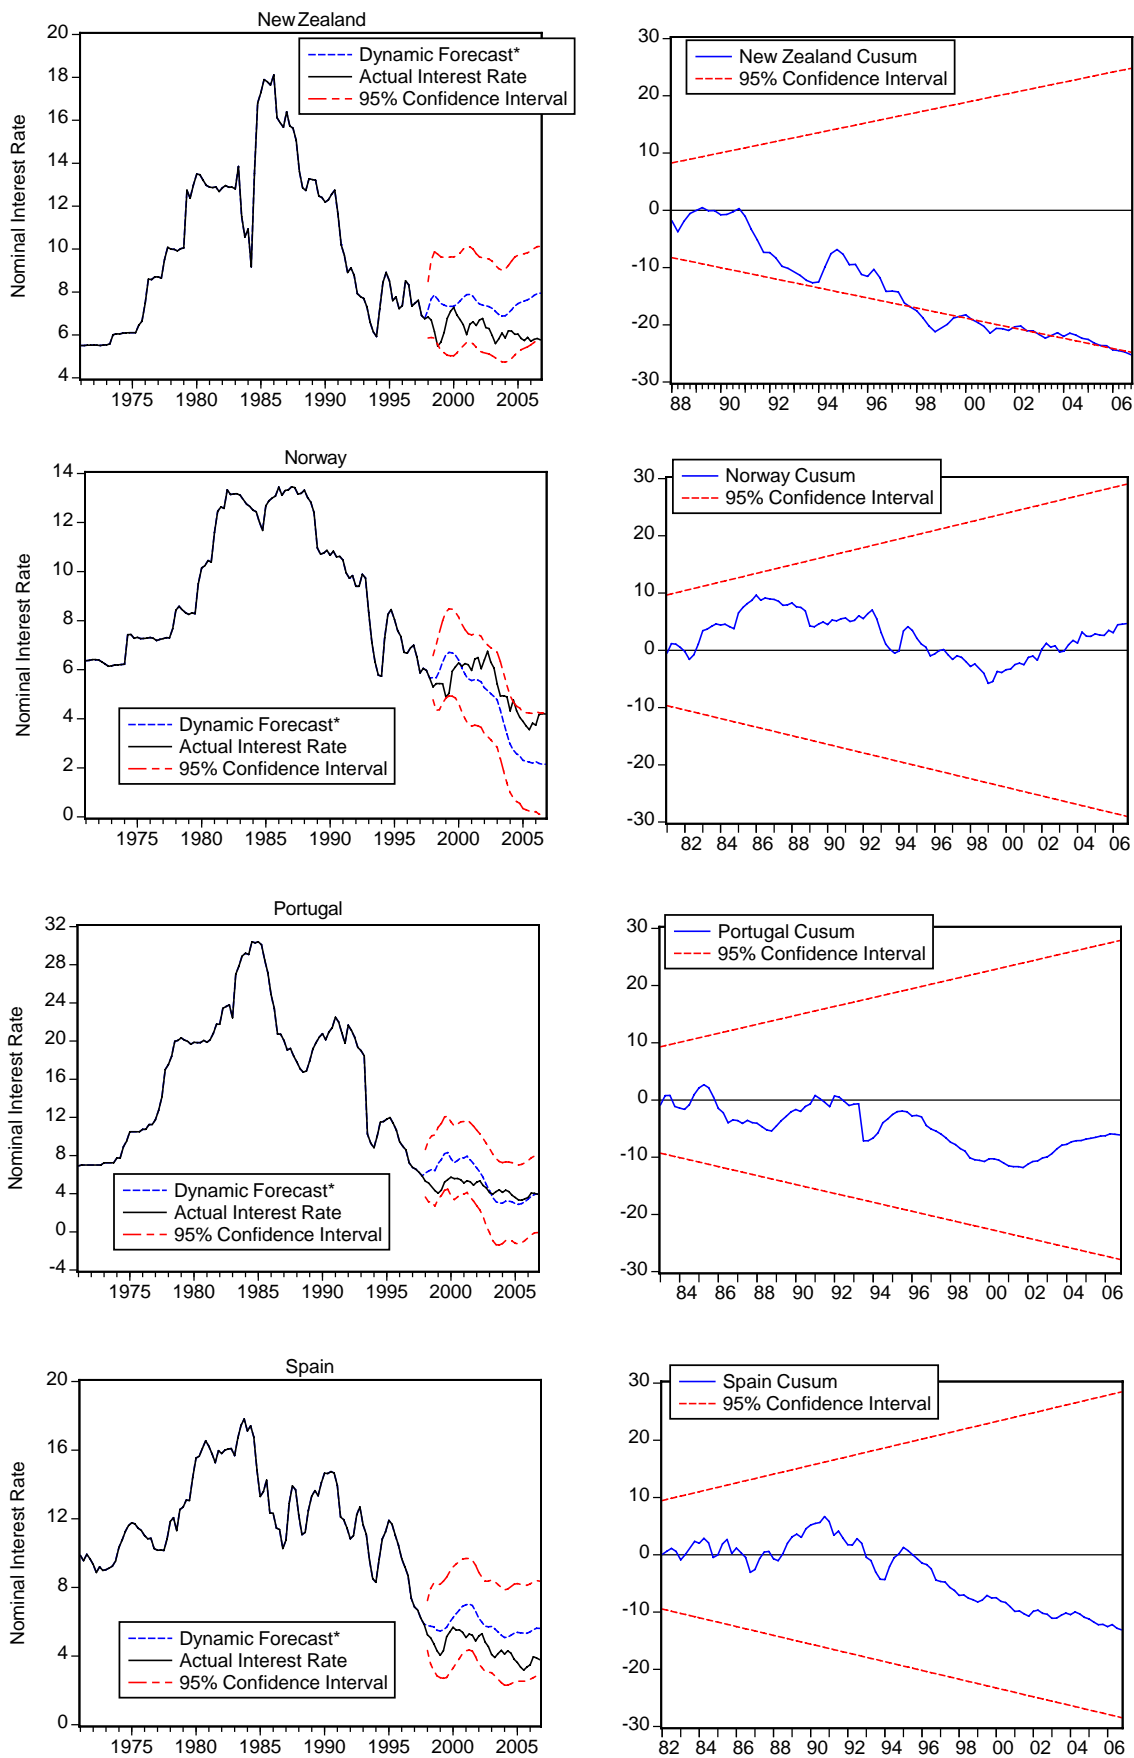 New Zealand
Nominal Interest Rate
20
18
16
14
12
10
8
6
4
Dynamic Forecast*
Actual Interest Rate
95% Confidence Interval
1975 1980 1985 1990 1995 2000 2005
30
20
10
0
-10
-20
-30
New Zealand Cusum
95% Confidence Interval
88 90 92 94 96 98 00 02 04 06
Norway
Nominal Interest Rate
14
12
10
8
6
4
2
0
Dynamic Forecast*
Actual Interest Rate
95% Confidence Interval
1975 1980 1985 1990 1995 2000 2005
30
20
10
0
-10
-20
-30
Norway Cusum
95% Confidence Interval
82 84 86 88 90 92 94 96 98 00 02 04 06
Portugal
Nominal Interest Rate
32
28
24
20
16
12
8
4
0
-4
Dynamic Forecast*
Actual Interest Rate
95% Confidence Interval
1975 1980 1985 1990 1995 2000 2005
30
20
10
0
-10
-20
-30
Portugal Cusum
95% Confidence Interval
84 86 88 90 92 94 96 98 00 02 04 06
Spain
Nominal Interest Rate
20
16
12
8
4
0
Dynamic Forecast*
Actual Interest Rate
95% Confidence Interval
1975 1980 1985 1990 1995 2000 2005
30
20
10
0
-10
-20
-30
Spain Cusum
95% Confidence Interval
82 84 86 88 90 92 94 96 98 00 02 04 06